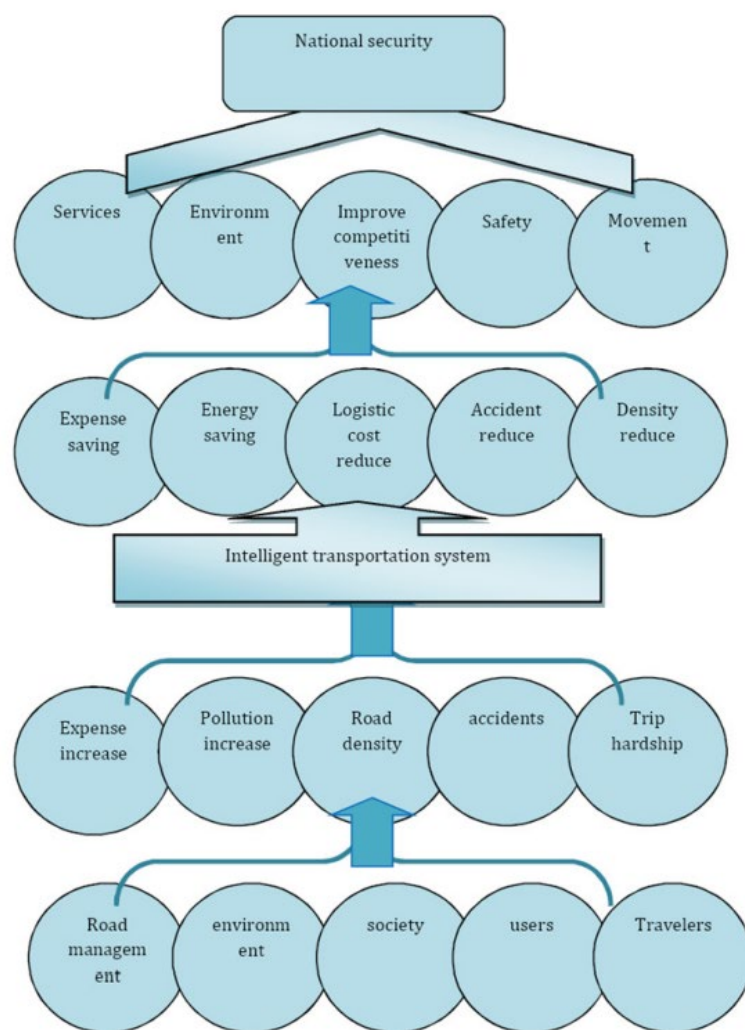 National security
Services
Environm
ent
Improve
competiti
veness
Safety
Movemen
t
Expense
saving
Energy
saving
Logistic
cost
reduce
Accident
reduce
Density
reduce
Intelligent transportation system
Expense
increase
Pollution
increase
Road
density
accidents
Trip
hardship
Road
managem
ent
environm
ent
society
users
Travelers